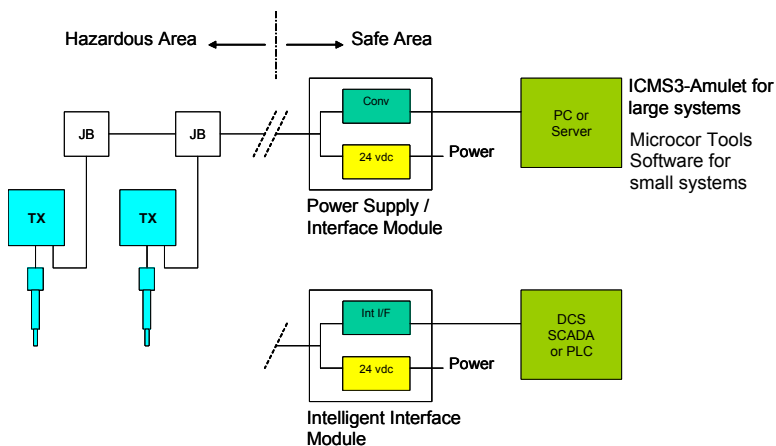 Hazardous Area
Safe Area
ICMS3-Amulet for
large systems
Microcor Tools
Software for
small systems
Conv
24 vdc
Power
PC or
Server
JB
JB
TX
TX
Power Supply /
Interface Module
Int I/F
24 vdc
Power
DCS
SCADA
or PLC
Intelligent Interface
Module